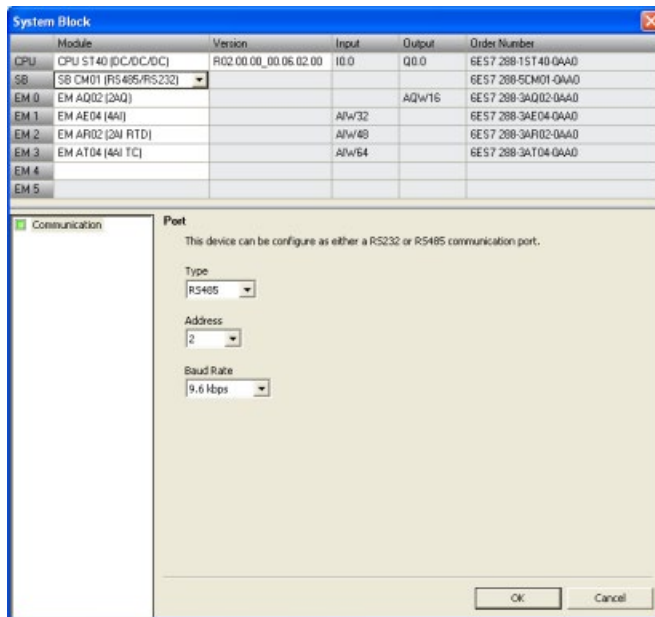 System Block
Module Version Input Output Order Number
CPU CPU ST40 (DC/DC/DC) R02.00.00_00.06.02.00 I0.0 Q0.0 6ES7 288-1ST40-0AA0
SB SB CM01 (RS485/RS232) 6ES7 288-5CM01-0AA0
EM 0 EM AQ02 (2AQ) AQW16 6ES7 288-3AQ02-0AA0
EM 1 EM AE04 (4AI) AIW32 6ES7 288-3AE04-0AA0
EM 2 EM AR02 (2AI RTD) AIW48 6ES7 288-3AR02-0AA0
EM 3 EM AT04 (4AI TC) AIW64 6ES7 288-3AT04-0AA0
EM 4
EM 5
Communication
Port
This device can be configure as either a RS232 or RS485 communication port.
Type
RS485
Address
2
Baud Rate
9.6 kbps
OK Cancel